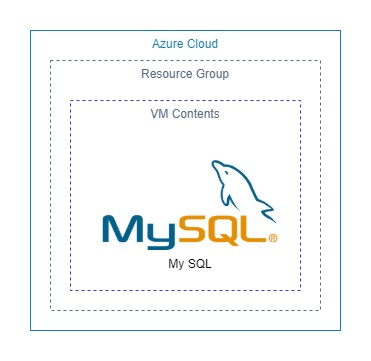 Azure Cloud
Resource Group
VM Contents
MySQL®
My SQL